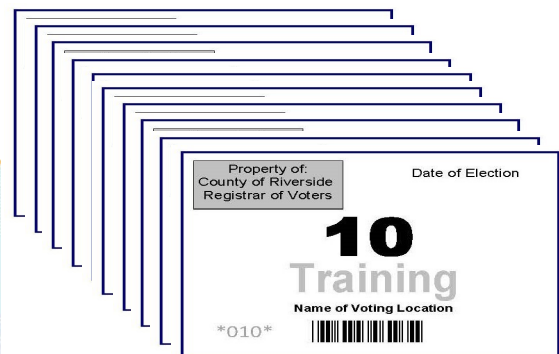 Property of:
County of Riverside
Registrar of Voters
Date of Election
10
Training
Name of Voting Location
*010*